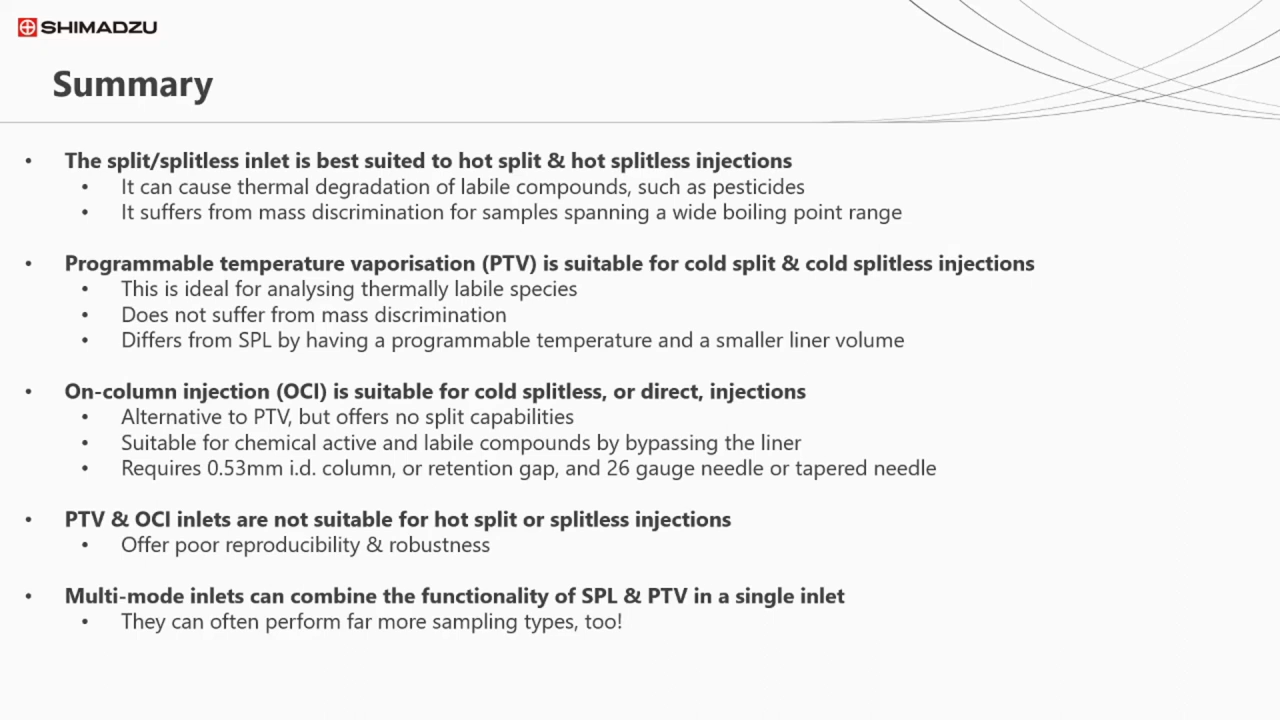 SHIMADZU
Summary
• The split/splitless inlet is best suited to hot split & hot splitless injections
• It can cause thermal degradation of labile compounds, such as pesticides
• It suffers from mass discrimination for samples spanning a wide boiling point range
• Programmable temperature vaporisation (PTV) is suitable for cold split & cold splitless injections
• This is ideal for analysing thermally labile species
• Does not suffer from mass discrimination
• Differs from SPL by having a programmable temperature and a smaller liner volume
• On-column injection (OCI) is suitable for cold splitless, or direct, injections
• Alternative to PTV, but offers no split capabilities
• Suitable for chemical active and labile compounds by bypassing the liner
• Requires 0.53mm i.d. column, or retention gap, and 26 gauge needle or tapered needle
• PTV & OCI inlets are not suitable for hot split or splitless injections
• Offer poor reproducibility & robustness
• Multi-mode inlets can combine the functionality of SPL & PTV in a single inlet
• They can often perform far more sampling types, too!